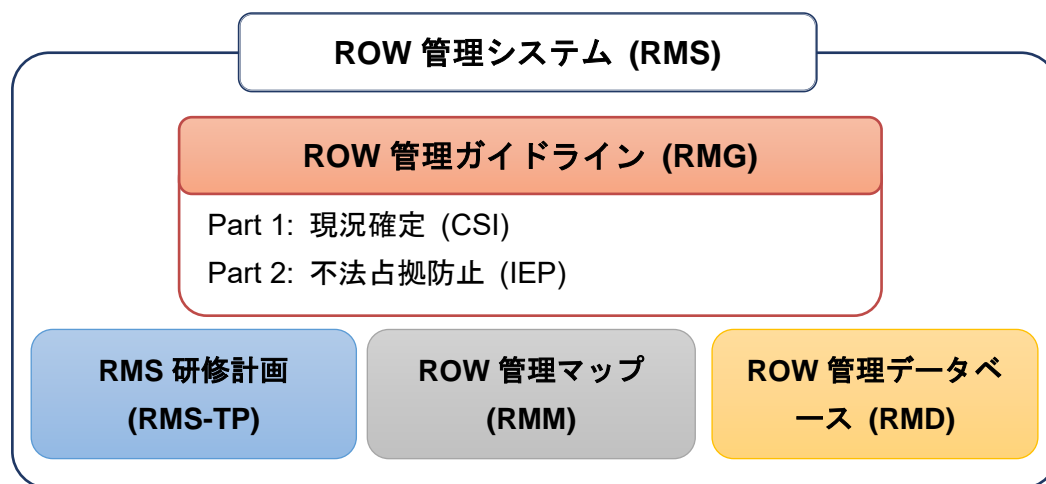 ROW 管理システム (RMS)
ROW 管理ガイドライン (RMG)
Part 1: 現況確定 (CSI)
Part 2: 不法占拠防止 (IEP)
RMS 研修計画
(RMS-TP)
ROW 管理マップ
(RMM)
ROW 管理データベ
ース (RMD)